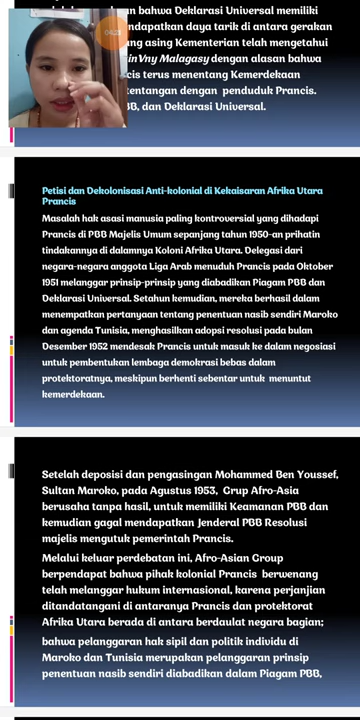 an bahwa Deklarasi Universal memiliki
ndapatkan daya tarik di antara gerakan
ng asing Kementerian telah mengetahui
inVny Malagasy dengan alasan bahwa
cis terus menentang Kemerdekaan
tentangan dengan penduduk Prancis.
BB, dan Deklarasi Universal.
04:23
Petisi dan Dekolonisasi Anti-kolonial di Kekaisaran Afrika Utara
Prancis
Masalah hak asasi manusia paling kontroversial yang dihadapi
Prancis di PBB Majelis Umum sepanjang tahun 1950-an prihatin
tindakannya di dalamnya Koloni Afrika Utara. Delegasi dari
negara-negara anggota Liga Arab menuduh Prancis pada Oktober
1951 melanggar prinsip-prinsip yang diabadikan Piagam PBB dan
Deklarasi Universal. Setahun kemudian, mereka berhasil dalam
menempatkan pertanyaan tentang penentuan nasib sendiri Maroko
dan agenda Tunisia, menghasilkan adopsi resolusi pada bulan
Desember 1952 mendesak Prancis untuk masuk ke dalam negosiasi
untuk pembentukan lembaga demokrasi bebas dalam
protektoratnya, meskipun berhenti sebentar untuk menuntut
kemerdekaan.
Setelah deposisi dan pengasingan Mohammed Ben Youssef,
Sultan Maroko, pada Agustus 1953, Grup Afro-Asia
berusaha tanpa hasil, untuk memiliki Keamanan PBB dan
kemudian gagal mendapatkan Jenderal PBB Resolusi
majelis mengutuk pemerintah Prancis.
Melalui keluar perdebatan ini, Afro-Asian Group
berpendapat bahwa pihak kolonial Prancis berwenang
telah melanggar hukum internasional, karena perjanjian
ditandatangani di antaranya Prancis dan protektorat
Afrika Utara berada di antara berdaulat negara bagian;
bahwa pelanggaran hak sipil dan politik individu di
Maroko dan Tunisia merupakan pelanggaran prinsip
penentuan nasib sendiri diabadikan dalam Piagam PBB,